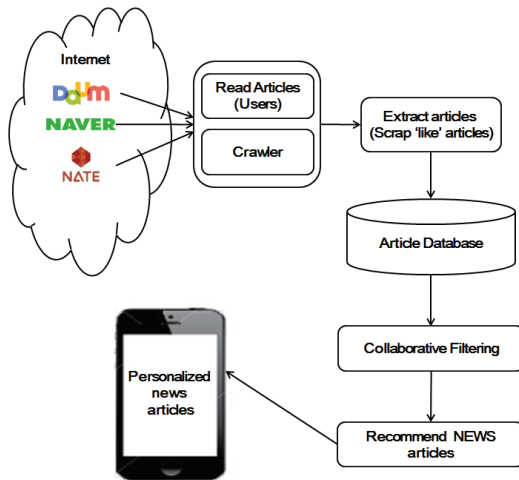 Internet
Daum
NAVER
NATE
Read Articles
(Users)
Crawler
Extract articles
(Scrap ‘like’ articles)
Article Database
Collaborative Filtering
Recommend NEWS
articles
Personalized
news
articles